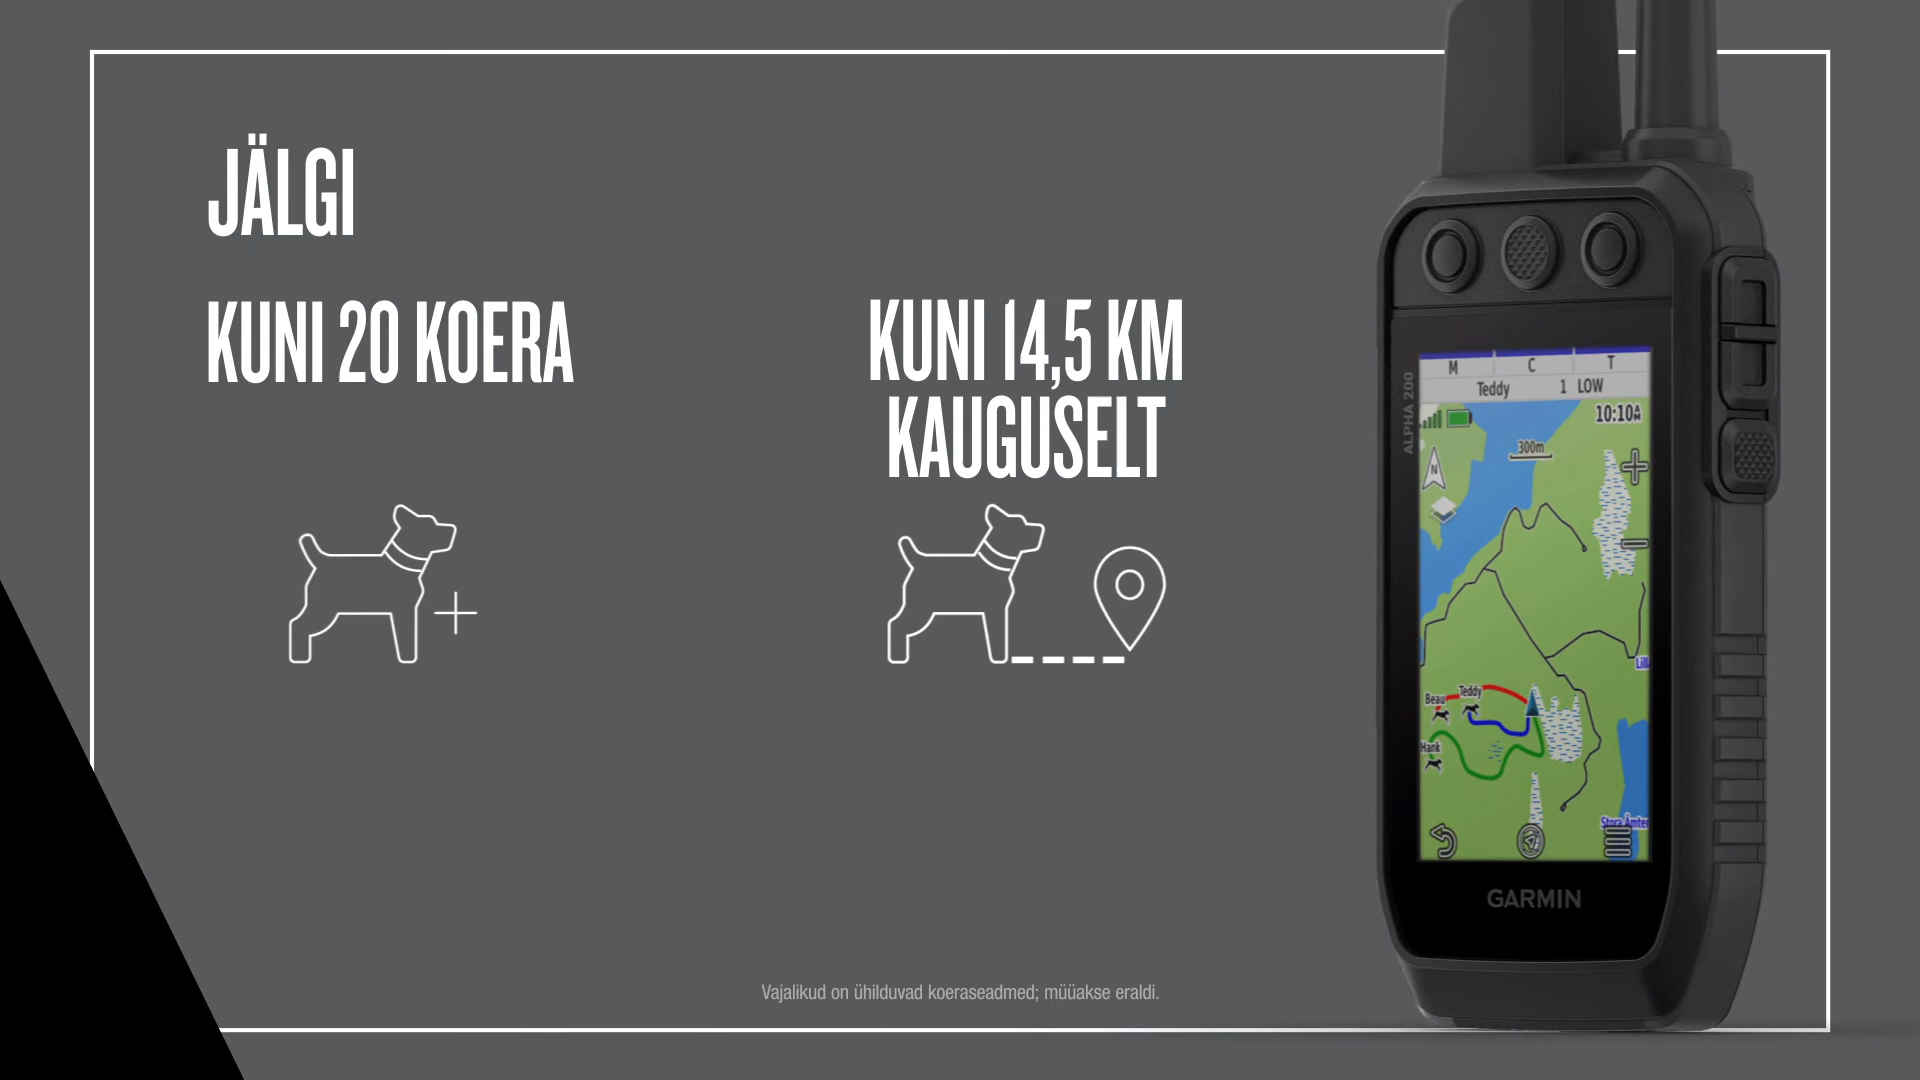 JÄLGI
KUNI 20 KOERA
KUNI 14,5 KM
KAUGUSELT
ALPHA 200
M C T
Teddy 1 LOW
10:10
300m
N
Beau Teddy
Hank
GARMIN
Vajalikud on ühilduvad koeraseadmed; müüakse eraldi.